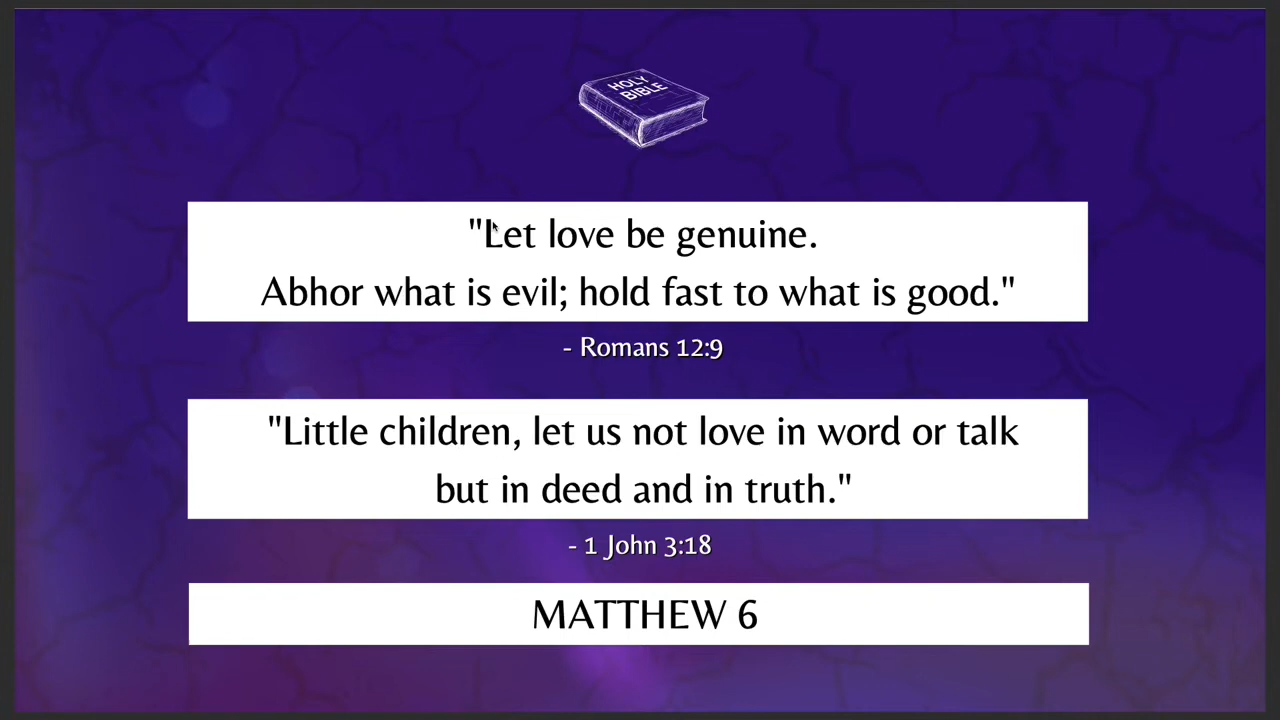 HOLY
BIBLE
"Let love be genuine.
Abhor what is evil; hold fast to what is good."
- Romans 12:9
"Little children, let us not love in word or talk
but in deed and in truth."
- 1 John 3:18
MATTHEW 6